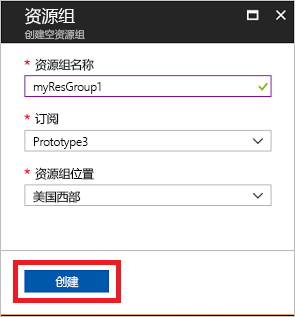 资源组
创建空资源组
* 资源组名称
myResGroup1
* 订阅
Prototype3
* 资源组位置
美国西部
创建